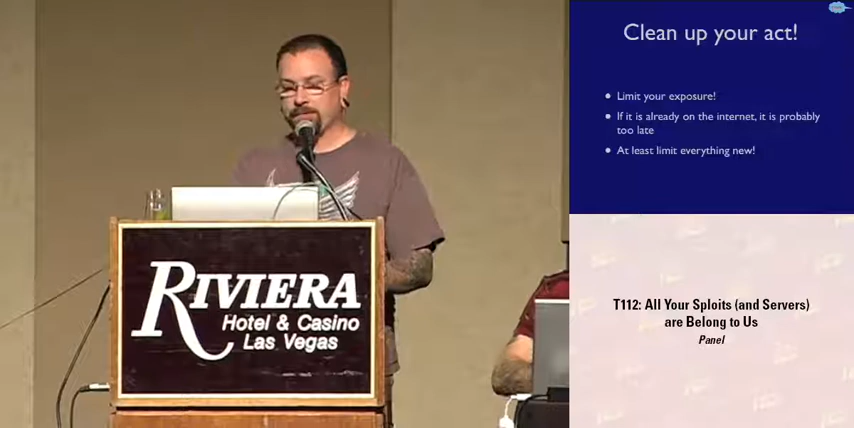 RIVIERA
Hotel & Casino
Las Vegas
Clean up your act!
• Limit your exposure!
• If it is already on the internet, it is probably
too late
• At least limit everything new!
T112: All Your Sploits (and Servers)
are Belong to Us
Panel